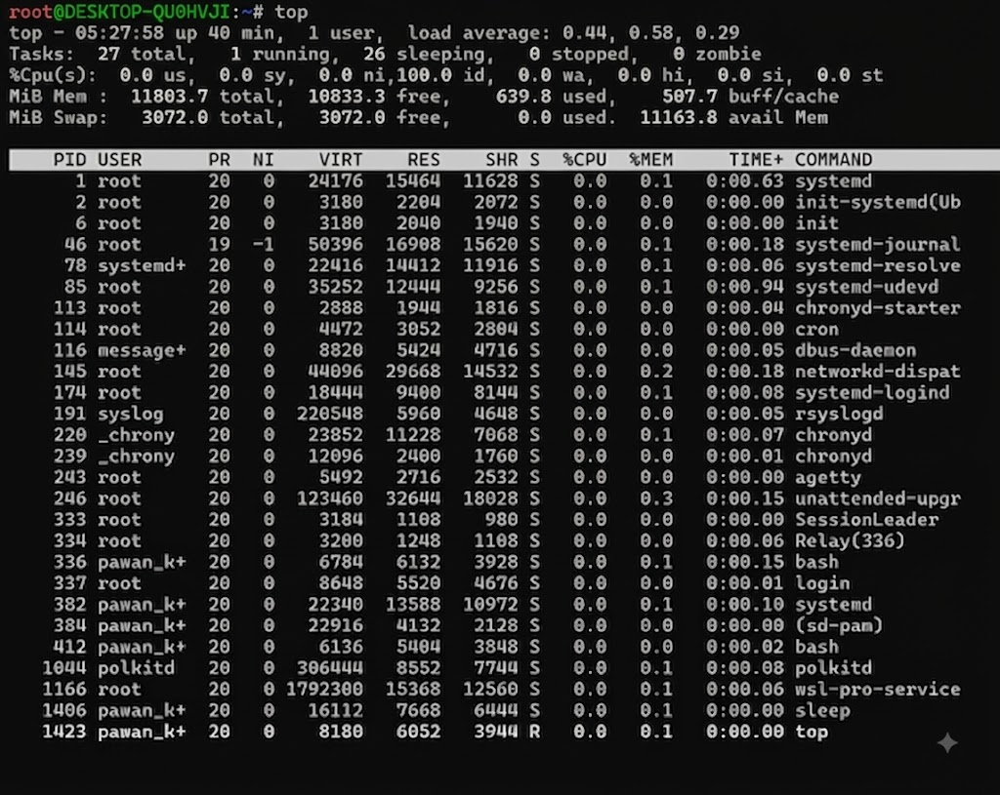 root@DESKTOP-QU0HVJI:~# top
top - 05:27:58 up 40 min,  1 user,  load average: 0.44, 0.58, 0.29
Tasks:  27 total,   1 running,  26 sleeping,   0 stopped,   0 zombie
%Cpu(s):  0.0 us,  0.0 sy,  0.0 ni,100.0 id,  0.0 wa,  0.0 hi,  0.0 si,  0.0 st
MiB Mem :  11803.7 total,  10833.3 free,    639.8 used,    507.7 buff/cache
MiB Swap:   3072.0 total,   3072.0 free,      0.0 used.  11163.8 avail Mem
PID USER      PR  NI    VIRT    RES    SHR S  %CPU  %MEM     TIME+ COMMAND
1 root      20   0   24176  15464  11628 S   0.0   0.1   0:00.63 systemd
2 root      20   0    3180   2204   2072 S   0.0   0.0   0:00.00 init-systemd(Ub
6 root      20   0    3180   2040   1940 S   0.0   0.0   0:00.00 init
46 root      19  -1   50396  16908  15620 S   0.0   0.1   0:00.18 systemd-journal
78 systemd+  20   0   22416  14412  11916 S   0.0   0.1   0:00.06 systemd-resolve
85 root      20   0   35252  12444   9256 S   0.0   0.1   0:00.94 systemd-udevd
113 root      20   0    2888   1944   1816 S   0.0   0.0   0:00.04 chronyd-starter
114 root      20   0    4472   3052   2804 S   0.0   0.0   0:00.00 cron
116 message+  20   0    8820   5424   4716 S   0.0   0.0   0:00.05 dbus-daemon
145 root      20   0   44096  29668  14532 S   0.0   0.2   0:00.18 networkd-dispat
174 root      20   0   18444   9400   8144 S   0.0   0.1   0:00.08 systemd-logind
191 syslog    20   0  220548   5960   4648 S   0.0   0.0   0:00.05 rsyslogd
220 _chrony   20   0   23852  11228   7068 S   0.0   0.1   0:00.07 chronyd
239 _chrony   20   0   12096   2400   1760 S   0.0   0.0   0:00.01 chronyd
243 root      20   0    5492   2716   2532 S   0.0   0.0   0:00.00 agetty
246 root      20   0  123460  32644  18028 S   0.0   0.3   0:00.15 unattended-upgr
333 root      20   0    3184   1108    980 S   0.0   0.0   0:00.00 SessionLeader
334 root      20   0    3200   1248   1108 S   0.0   0.0   0:00.06 Relay(336)
336 pawan_k+  20   0    6784   6132   3928 S   0.0   0.1   0:00.15 bash
337 root      20   0    8648   5520   4676 S   0.0   0.0   0:00.01 login
382 pawan_k+  20   0   22340  13588  10972 S   0.0   0.1   0:00.10 systemd
384 pawan_k+  20   0   22916   4132   2128 S   0.0   0.0   0:00.00 (sd-pam)
412 pawan_k+  20   0    6136   5404   3848 S   0.0   0.0   0:00.02 bash
1044 polkitd   20   0  306444   8552   7744 S   0.0   0.1   0:00.08 polkitd
1166 root      20   0 1792300  15368  12560 S   0.0   0.1   0:00.06 wsl-pro-service
1406 pawan_k+  20   0   16112   7668   6444 S   0.0   0.1   0:00.00 sleep
1423 pawan_k+  20   0    8180   6052   3944 R   0.0   0.1   0:00.00 top